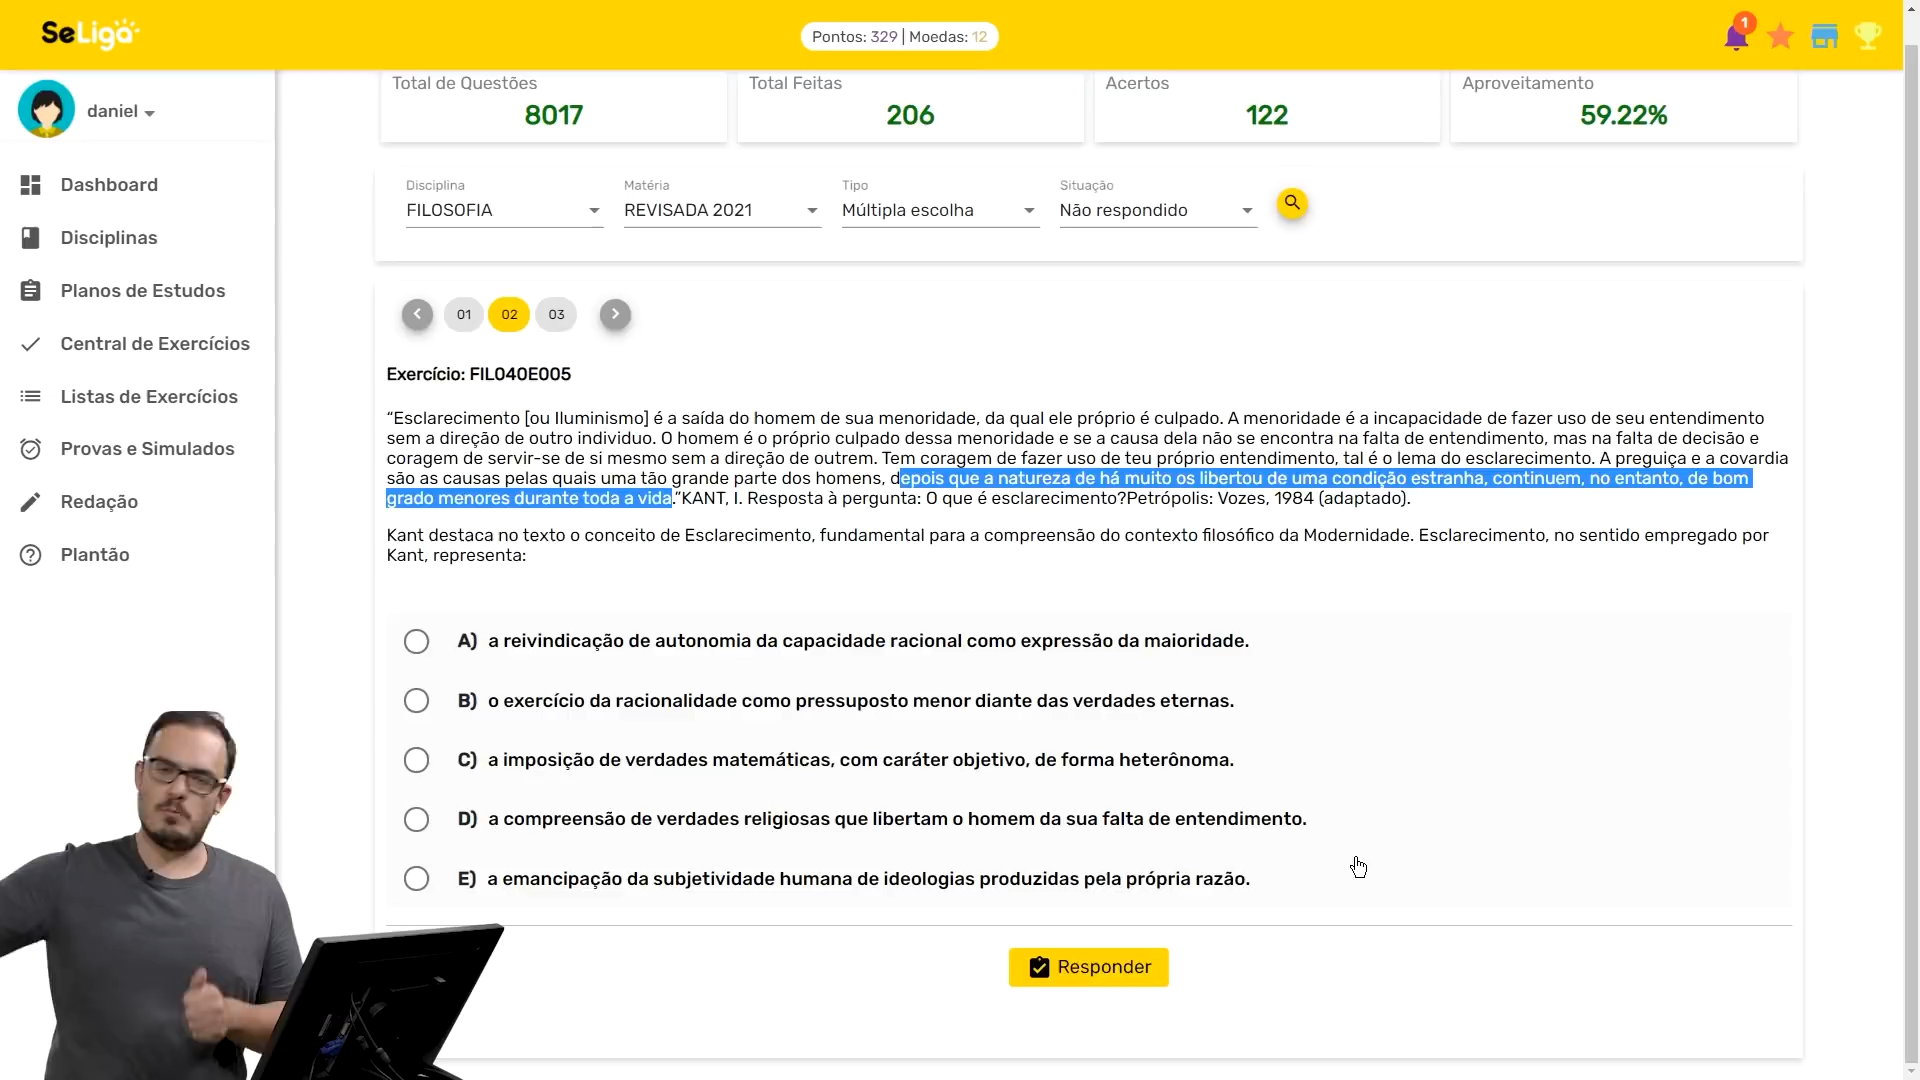 SeLiga
Pontos: 329 | Moedas: 12
1
daniel
Dashboard
Disciplinas
Planos de Estudos
Central de Exercícios
Listas de Exercícios
Provas e Simulados
Redação
Plantão
Total de Questões
8017
Total Feitas
206
Acertos
122
Aproveitamento
59.22%
Disciplina
FILOSOFIA
Matéria
REVISADA 2021
Tipo
Múltipla escolha
Situação
Não respondido
01 02 03
Exercício: FIL040E005
“Esclarecimento [ou Iluminismo] é a saída do homem de sua menoridade, da qual ele próprio é culpado. A menoridade é a incapacidade de fazer uso de seu entendimento
sem a direção de outro individuo. O homem é o próprio culpado dessa menoridade e se a causa dela não se encontra na falta de entendimento, mas na falta de decisão e
coragem de servir-se de si mesmo sem a direção de outrem. Tem coragem de fazer uso de teu próprio entendimento, tal é o lema do esclarecimento. A preguiça e a covardia
são as causas pelas quais uma tão grande parte dos homens, depois que a natureza de há muito os libertou de uma condição estranha, continuem, no entanto, de bom
grado menores durante toda a vida.”KANT, I. Resposta à pergunta: O que é esclarecimento?Petrópolis: Vozes, 1984 (adaptado).
Kant destaca no texto o conceito de Esclarecimento, fundamental para a compreensão do contexto filosófico da Modernidade. Esclarecimento, no sentido empregado por
Kant, representa:
A) a reivindicação de autonomia da capacidade racional como expressão da maioridade.
B) o exercício da racionalidade como pressuposto menor diante das verdades eternas.
C) a imposição de verdades matemáticas, com caráter objetivo, de forma heterônoma.
D) a compreensão de verdades religiosas que libertam o homem da sua falta de entendimento.
E) a emancipação da subjetividade humana de ideologias produzidas pela própria razão.
Responder